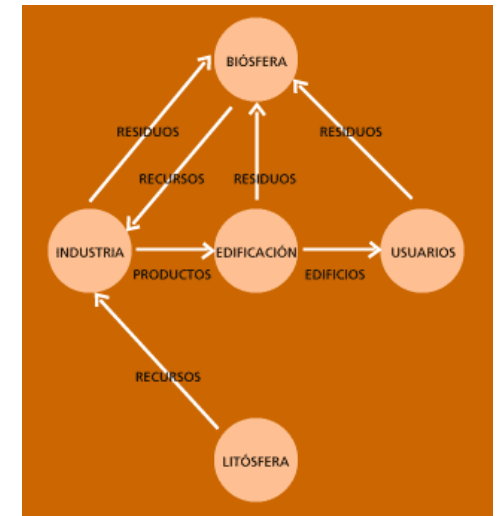 BIÓSFERA
RESIDUOS
RESIDUOS
RECURSOS
RESIDUOS
INDUSTRIA
EDIFICACIÓN
USUARIOS
PRODUCTOS
EDIFICIOS
RECURSOS
LITÓSFERA